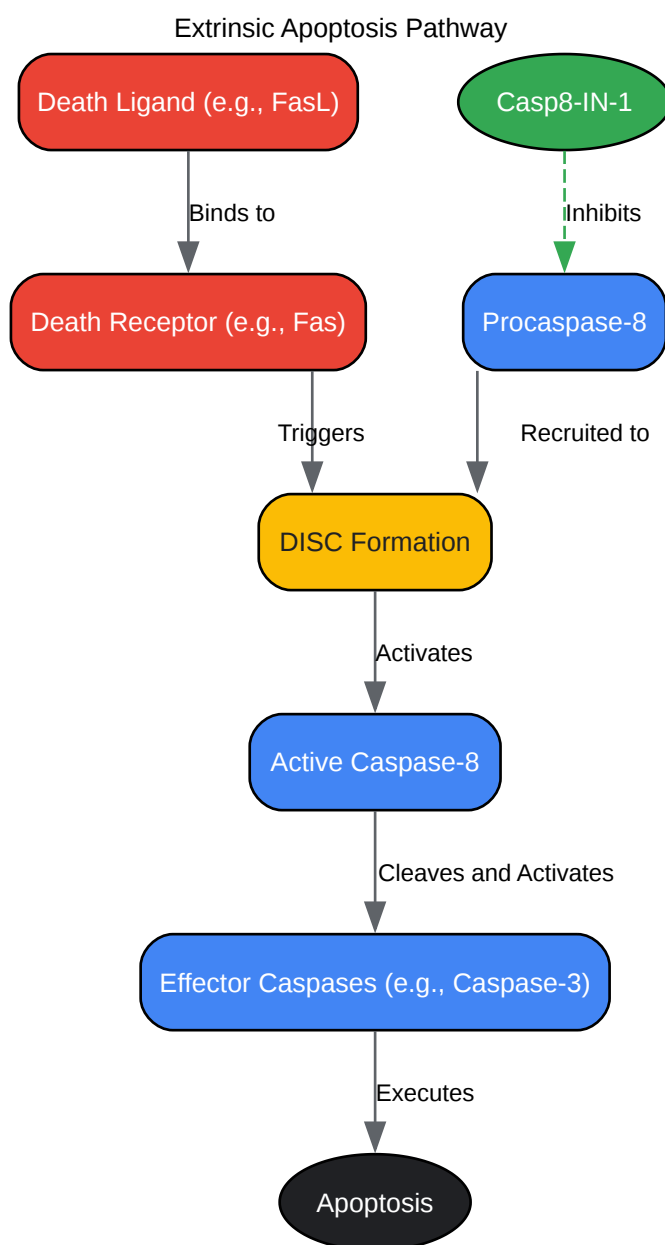 Extrinsic Apoptosis Pathway
Death Ligand (e.g., FasL)
Casp8-IN-1
Binds to
Inhibits
Death Receptor (e.g., Fas)
Procaspase-8
Triggers
Recruited to
DISC Formation
Activates
Active Caspase-8
Cleaves and Activates
Effector Caspases (e.g., Caspase-3)
Executes
Apoptosis